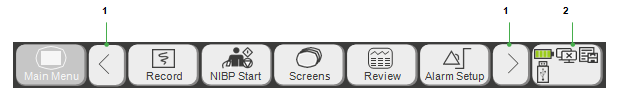 1 1 2
Main Menu Record NIBP Start Screens Review Alarm Setup